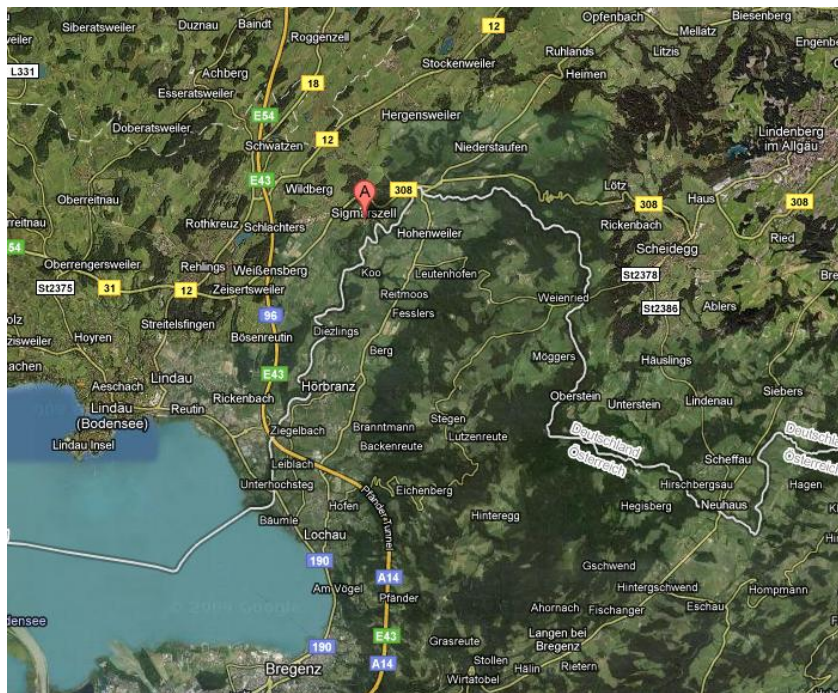 Siberatsweiler
Duznau
Baindt
Opfenbach
Mellatz
Biesenberg
Roggenzell
12
Ruhlands
Litzis
L331
Achberg
Stockenweiler
Heimen
Esseratsweiler
18
E54
Hergensweiler
Doberatsweiler
12
Lindenberg
im Allgäu
Schwatzen
Niederstaufen
E43
Wildberg
A
308
Lötz
Oberreitnau
Sigmarszell
Haus
308
308
Rothkreuz
Schlachters
Rickenbach
Ried
Hohenweiler
Scheidegg
Oberrengersweiler
Rehlings
Weißensberg
Koo
Leutenhofen
St2378
St2375
31
12
Zeisertsweiler
Reitmoos
Weienried
St2386
Ablers
Fesslers
96
Streitelsfingen
Diezlings
Hoyren
Bösenreutin
Berg
Möggers
Häuslings
Aeschach
Lindau
E43
Hörbranz
Siebers
Rickenbach
Oberstein
Lindau
(Bodensee)
Reutin
Unterstein
Lindenau
Stegen
Lindau Insel
Ziegelbach
Branntmann
Lutzenreute
Backenreute
Deutschland
Österreich
Leiblach
Scheffau
Unterhochsteg
Eichenberg
Hirschbergsau
Hagen
Hofen
Pfänder-Tunnel
Neuhaus
Bäumle
Hinteregg
Hegisberg
Lochau
190
Gschwend
A14
Am Vögel
Hintergschwend
Hompmann
Pfänder
Ahornach
Fischanger
Eschau
E43
Grasreute
Langen bei
Bregenz
190
A14
Stollen
Bregenz
Hälin
Rietern
Wirtatobel